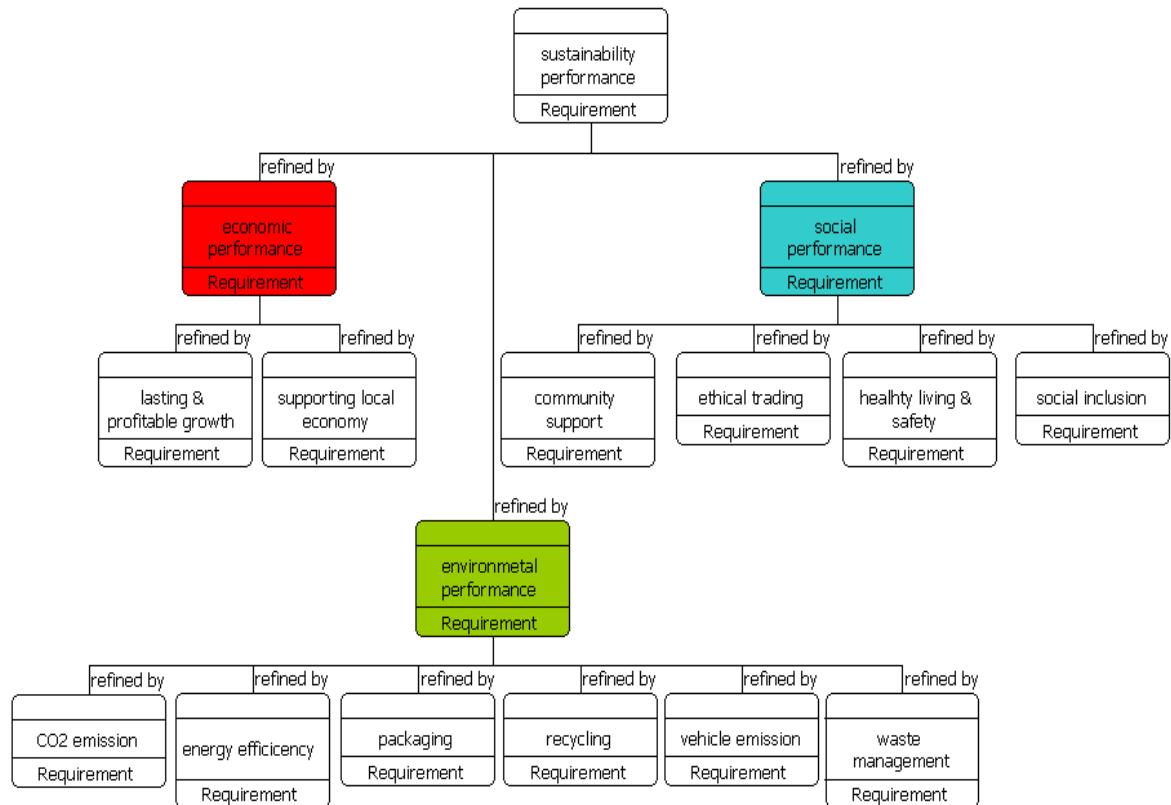 sustainability
performance
Requirement
refined by
refined by
economic
performance
Requirement
social
performance
Requirement
refined by
refined by
refined by
refined by
refined by
refined by
lasting &
profitable growth
Requirement
supporting local
economy
Requirement
community
support
Requirement
ethical trading
Requirement
healhty living &
safety
Requirement
social inclusion
Requirement
refined by
environmetal
performance
Requirement
refined by
refined by
refined by
refined by
refined by
refined by
CO2 emission
Requirement
energy efficicency
Requirement
packaging
Requirement
recycling
Requirement
vehicle emission
Requirement
waste
management
Requirement